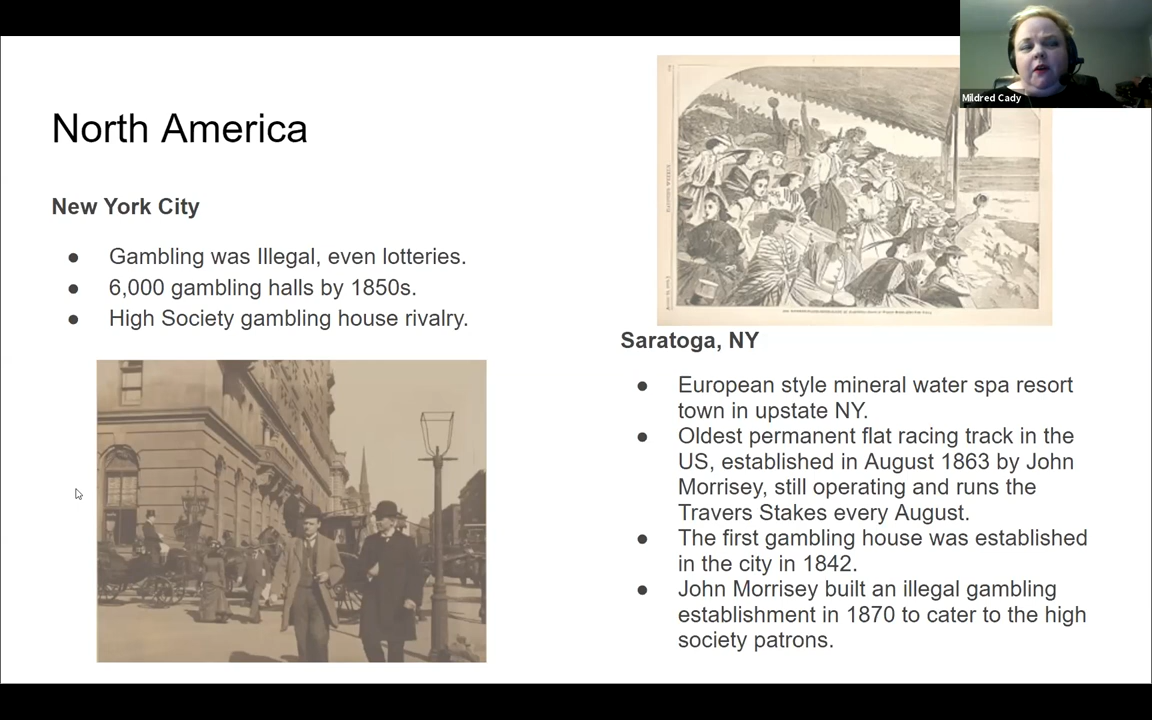 Mildred Cady
North America
New York City
● Gambling was Illegal, even lotteries.
● 6,000 gambling halls by 1850s.
● High Society gambling house rivalry.
Saratoga, NY
● European style mineral water spa resort
town in upstate NY.
● Oldest permanent flat racing track in the
US, established in August 1863 by John
Morrisey, still operating and runs the
Travers Stakes every August.
● The first gambling house was established
in the city in 1842.
● John Morrisey built an illegal gambling
establishment in 1870 to cater to the high
society patrons.